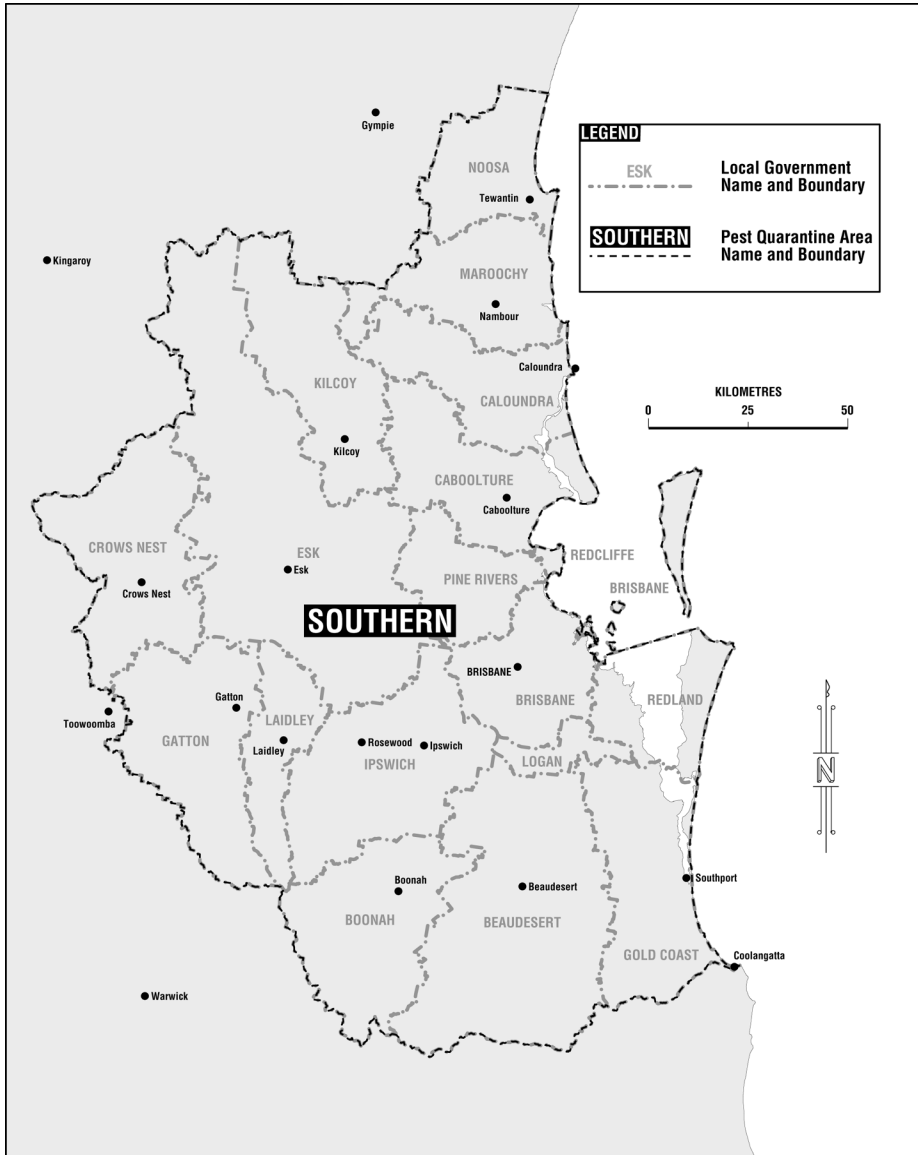 Gympie
LEGEND
ESK
Local Government
Name and Boundary
SOUTHERN
Pest Quarantine Area
Name and Boundary
NOOSA
Tewantin
Kingaroy
MAROOCHY
Nambour
Caloundra
KILOMETRES
0 25 50
KILCOY
CALOUNDRA
Kilcoy
CABOOLTURE
Caboolture
CROWS NEST
ESK
Esk
REDCLIFFE
PINE RIVERS
BRISBANE
Crows Nest
SOUTHERN
BRISBANE
BRISBANE
REDLAND
Gatton
Toowoomba
LAIDLEY
GATTON
Laidley
Rosewood
Ipswich
IPSWICH
LOGAN
N
Southport
Boonah
Beaudesert
BOONAH
BEAUDESERT
GOLD COAST
Coolangatta
Warwick